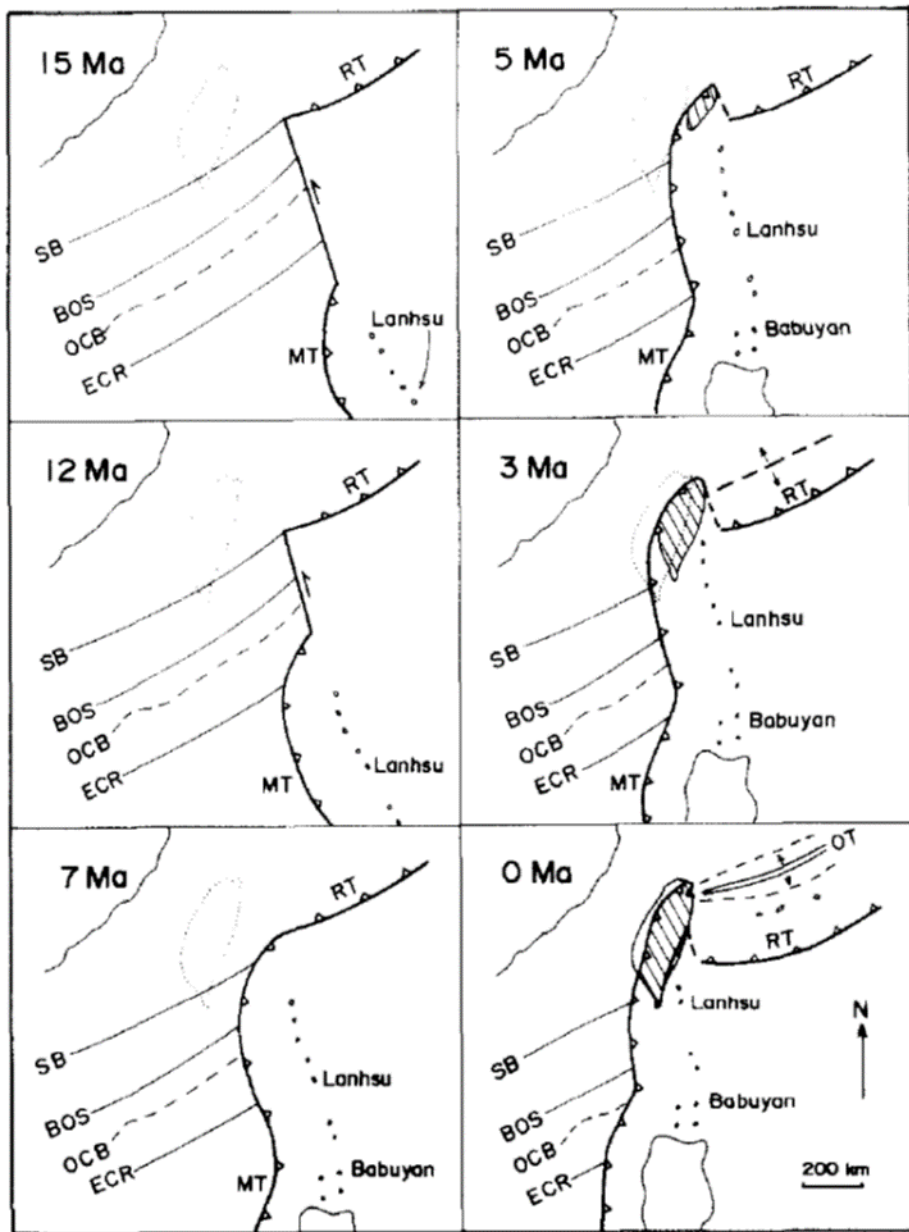 15 Ma
RT
SB
BOS
OCB
ECR
MT
Lanhsu
12 Ma
RT
SB
BOS
OCB
ECR
MT
Lanhsu
7 Ma
RT
SB
BOS
OCB
ECR
MT
Lanhsu
Babuyan
5 Ma
RT
SB
Lanhsu
BOS
OCB
ECR
MT
Babuyan
3 Ma
RT
SB
Lanhsu
BOS
OCB
ECR
MT
Babuyan
0 Ma
OT
RT
Lanhsu
N
SB
BOS
OCB
ECR
Babuyan
200 km